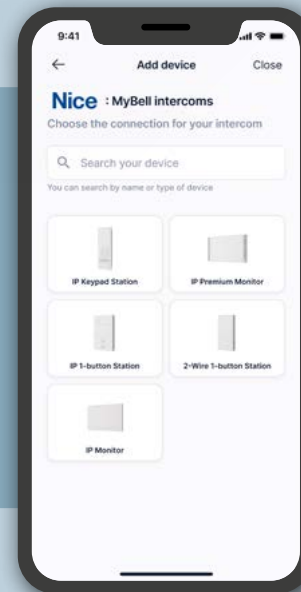 9:41
Add device
Close
Nice : MyBell intercoms
Choose the connection for your intercom
Search your device
You can search by name or type of device
IP Keypad Station
IP Premium Monitor
IP 1-button Station
2-Wire 1-button Station
IP Monitor